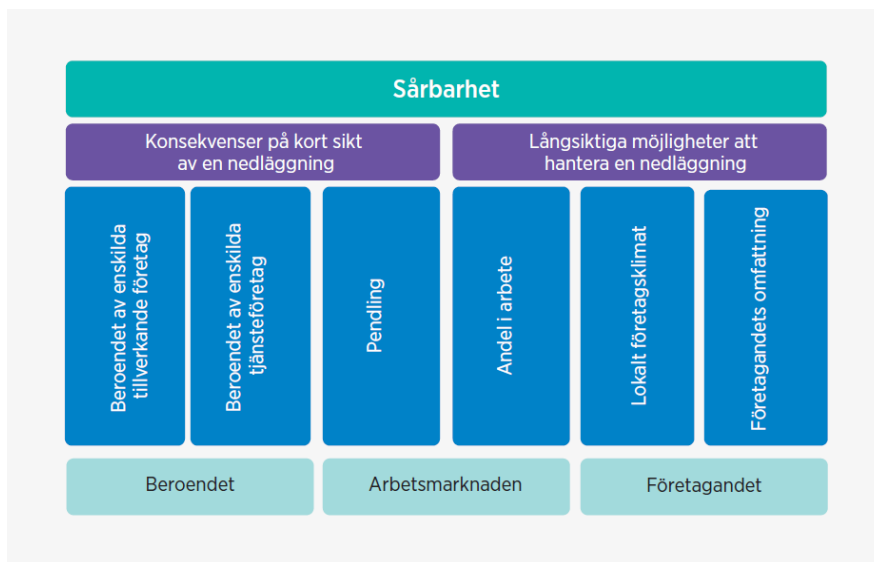 Sårbarhet
Konsekvenser på kort sikt
av en nedläggning
Långsiktiga möjligheter att
hantera en nedläggning
Beroendet av enskilda
tillverkande företag
Beroendet av enskilda
tjänsteföretag
Pendling
Andel i arbete
Lokalt företagsklimat
Företagandets omfattning
Beroendet
Arbetsmarknaden
Företagandet